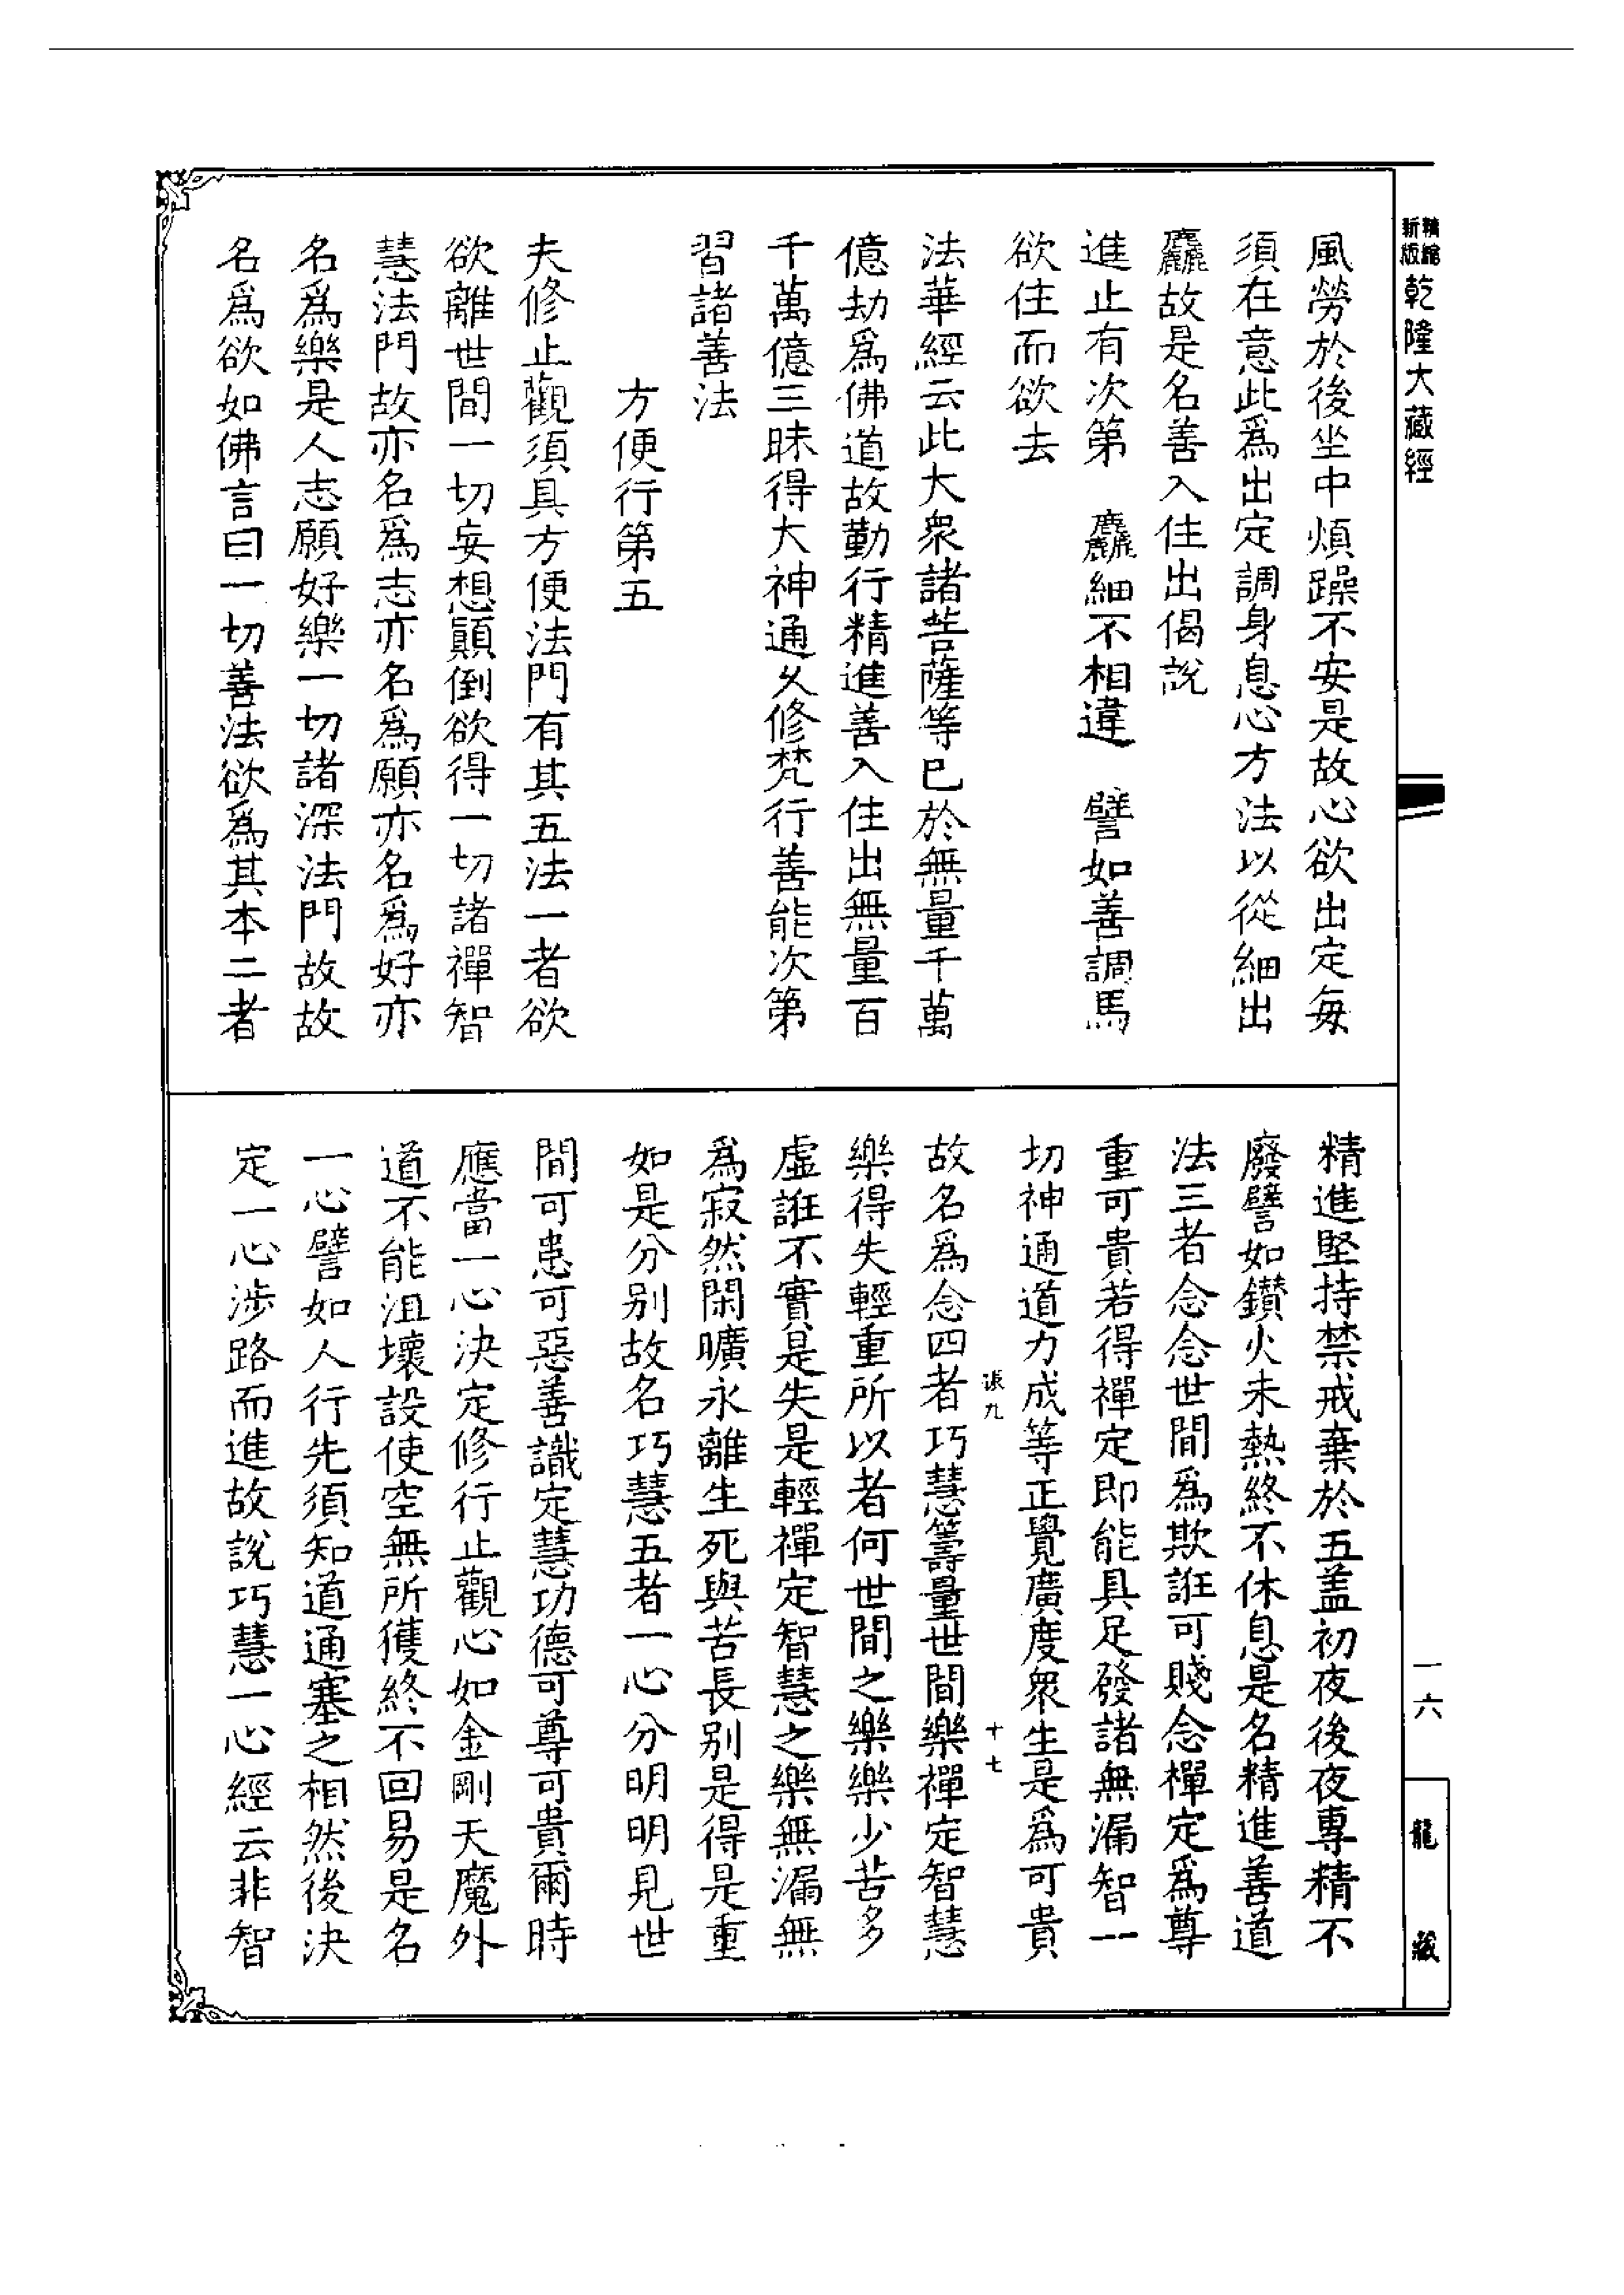 精縮新版乾隆大藏經
風勞於後坐中煩躁不安是故心欲出定每
須在意此爲出定調身息心方法以從細出
麤故是名善入住出偈說
進止有次第　麤細不相違　譬如善調馬
欲住而欲去
法華經云此大衆諸菩薩等巳於無量千萬
億劫爲佛道故勤行精進善入住出無量百
千萬億三昧得大神通乆修梵行善能次第
習諸善法
方便行第五
夫修止觀須具方便法門有其五法一者欲
欲離世間一切妄想顚倒欲得一切諸禪智
慧法門故亦名爲志亦名爲願亦名爲好亦
名爲樂是人志願好樂一切諸深法門故故
名爲欲如佛言曰一切善法欲爲其本二者
精進堅持禁戒棄於五盖初夜後夜專精不
廢譬如鑚火未熱終不休息是名精進善道
法三者念念世間爲欺誑可賤念禪定爲尊
重可貴若得禪定即能具足發諸無漏智一
切神通道力成等正覺廣度衆生是爲可貴
張九　十七
故名爲念四者巧慧籌量世間樂禪定智慧
樂得失輕重所以者何世間之樂樂少苦多
虛誑不實是失是輕禪定智慧之樂無漏無
爲寂然閑曠永離生死與苦長别是得是重
如是分别故名巧慧五者一心分明明見世
間可患可惡善識定慧功德可尊可貴爾時
應當一心決定修行止觀心如金剛天魔外
道不能沮壞設使空無所獲終不回易是名
一心譬如人行先須知道通塞之相然後決
定一心涉路而進故說巧慧一心經云非智
一六
龍藏